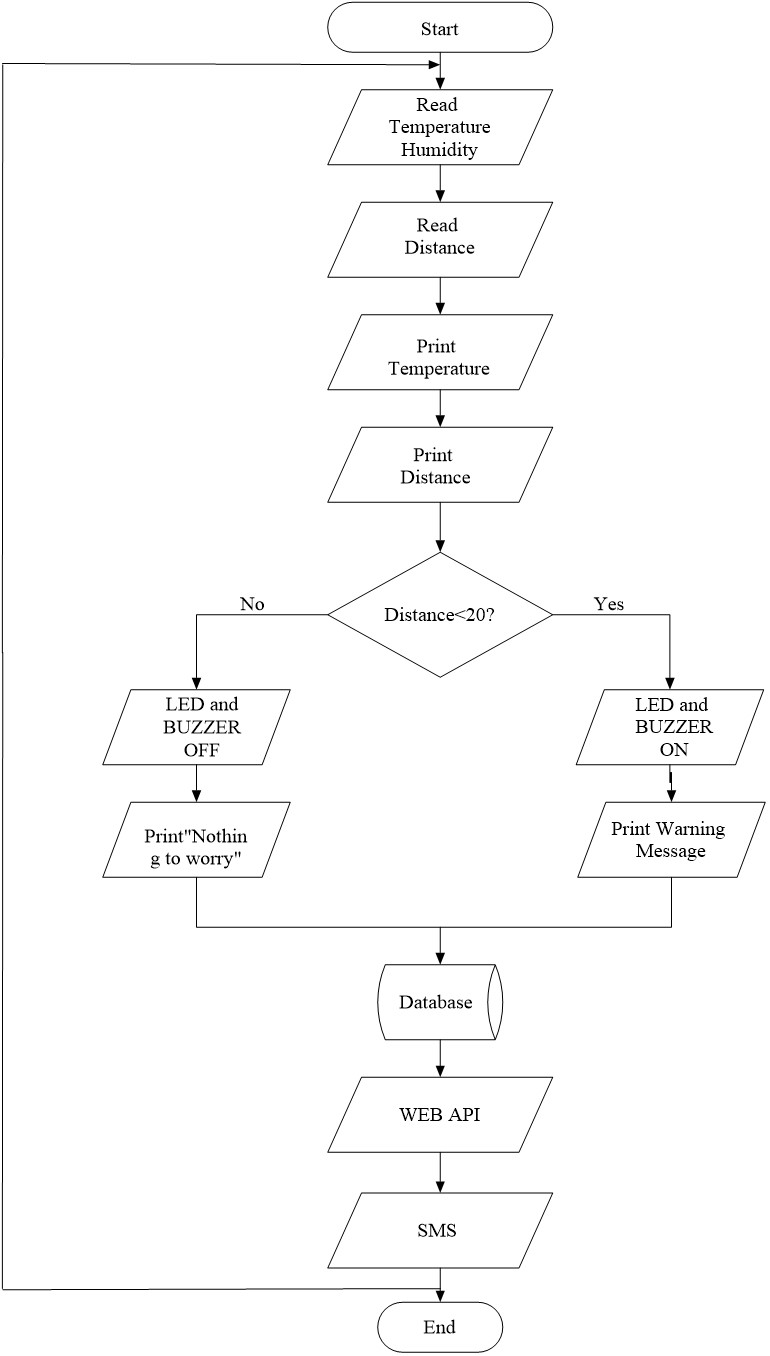 Start
Read
Temperature
Humidity
Read
Distance
Print
Temperature
Print
Distance
Distance<20?
No
Yes
LED and
BUZZER
OFF
LED and
BUZZER
ON
Print"Nothin
g to worry"
Print Warning
Message
Database
WEB API
SMS
End